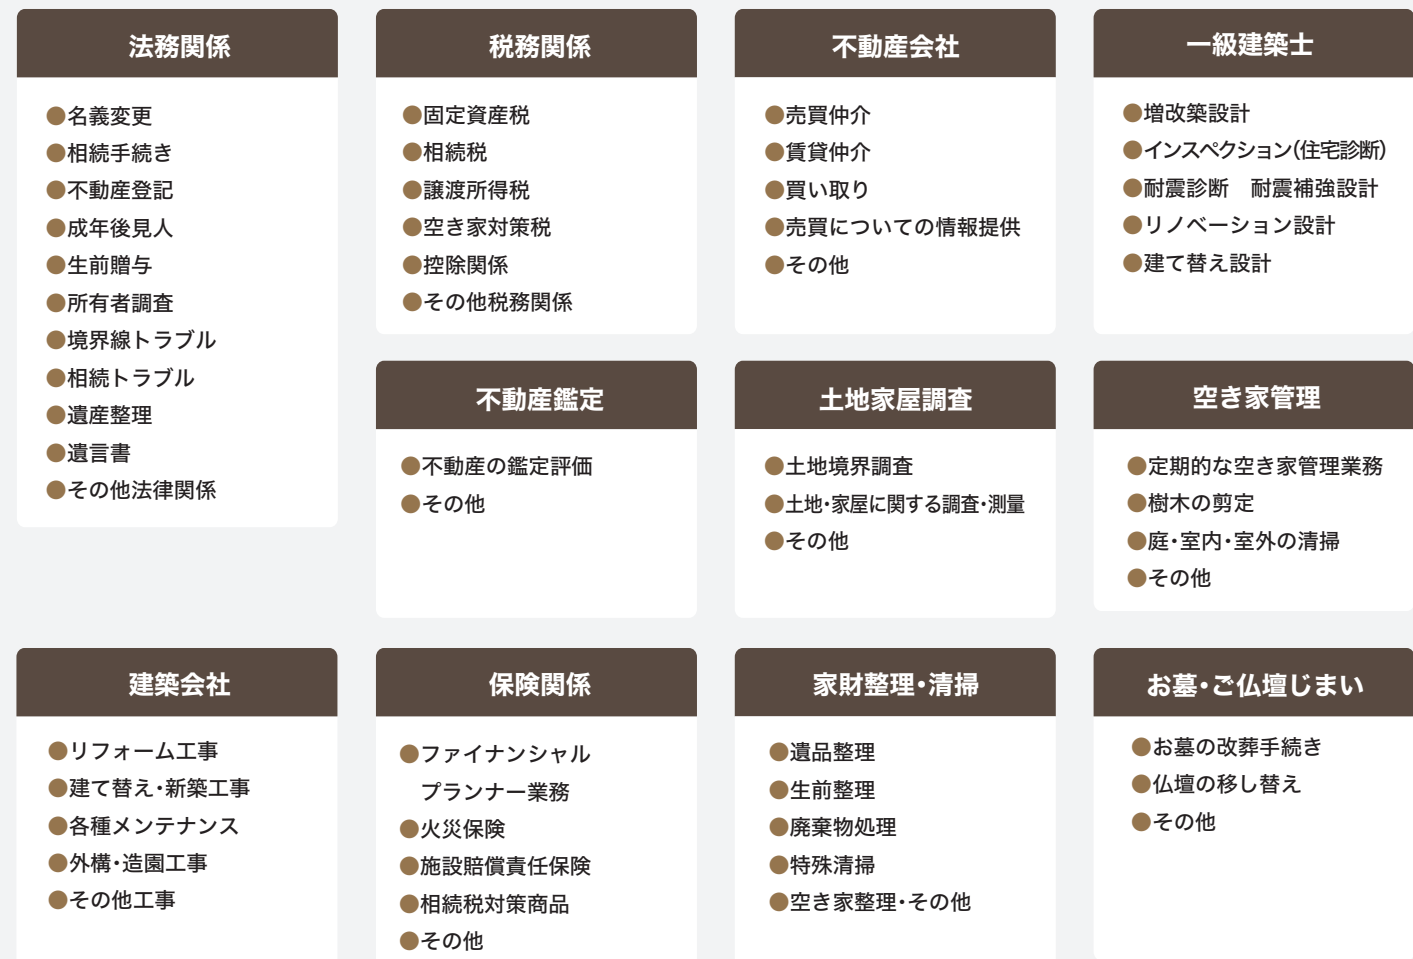 法務関係
●名義変更
●相続手続き
●不動産登記
●成年後見人
●生前贈与
●所有者調査
●境界線トラブル
●相続トラブル
●遺産整理
●遺言書
●その他法律関係
税務関係
●固定資産税
●相続税
●譲渡所得税
●空き家対策税
●控除関係
●その他税務関係
不動産会社
●売買仲介
●賃貸仲介
●買い取り
●売買についての情報提供
●その他
一級建築士
●増改築設計
●インスペクション(住宅診断)
●耐震診断　耐震補強設計
●リノベーション設計
●建て替え設計
不動産鑑定
●不動産の鑑定評価
●その他
土地家屋調査
●土地境界調査
●土地・家屋に関する調査・測量
●その他
空き家管理
●定期的な空き家管理業務
●樹木の剪定
●庭・室内・室外の清掃
●その他
建築会社
●リフォーム工事
●建て替え・新築工事
●各種メンテナンス
●外構・造園工事
●その他工事
保険関係
●ファイナンシャル
プランナー業務
●火災保険
●施設賠償責任保険
●相続税対策商品
●その他
家財整理・清掃
●遺品整理
●生前整理
●廃棄物処理
●特殊清掃
●空き家整理・その他
お墓・ご仏壇じまい
●お墓の改葬手続き
●仏壇の移し替え
●その他